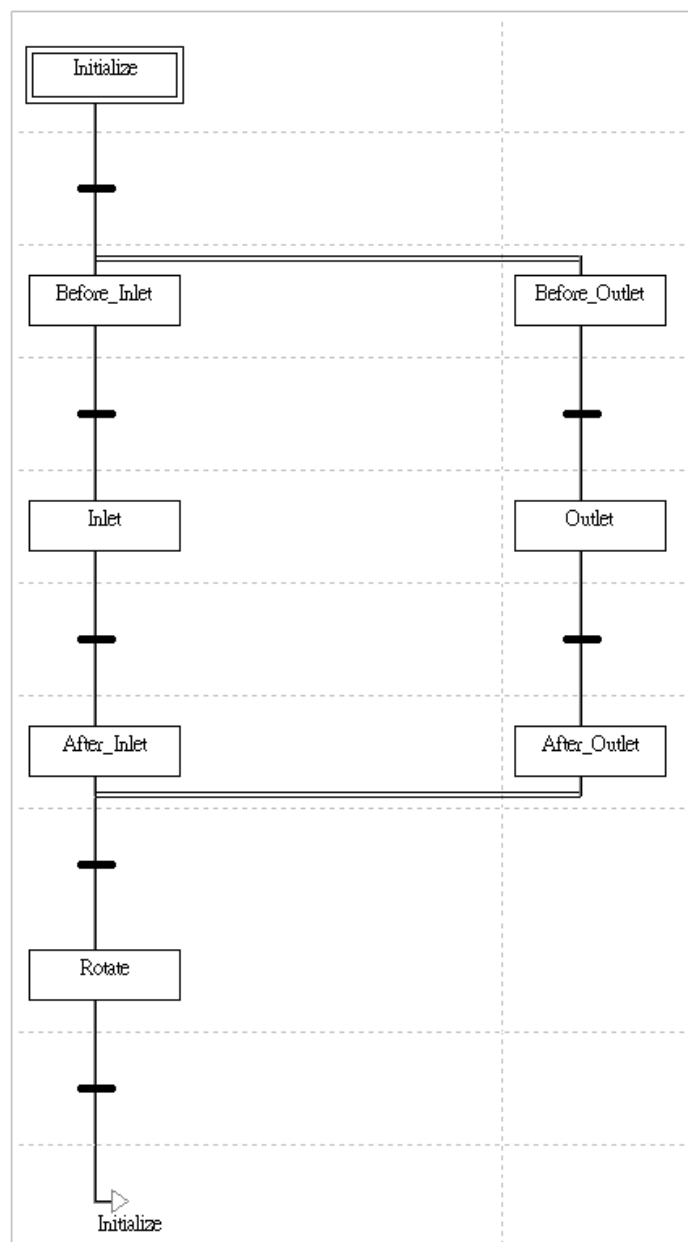 Initialize
Before_Inlet
Before_Outlet
Inlet
Outlet
After_Inlet
After_Outlet
Rotate
Initialize